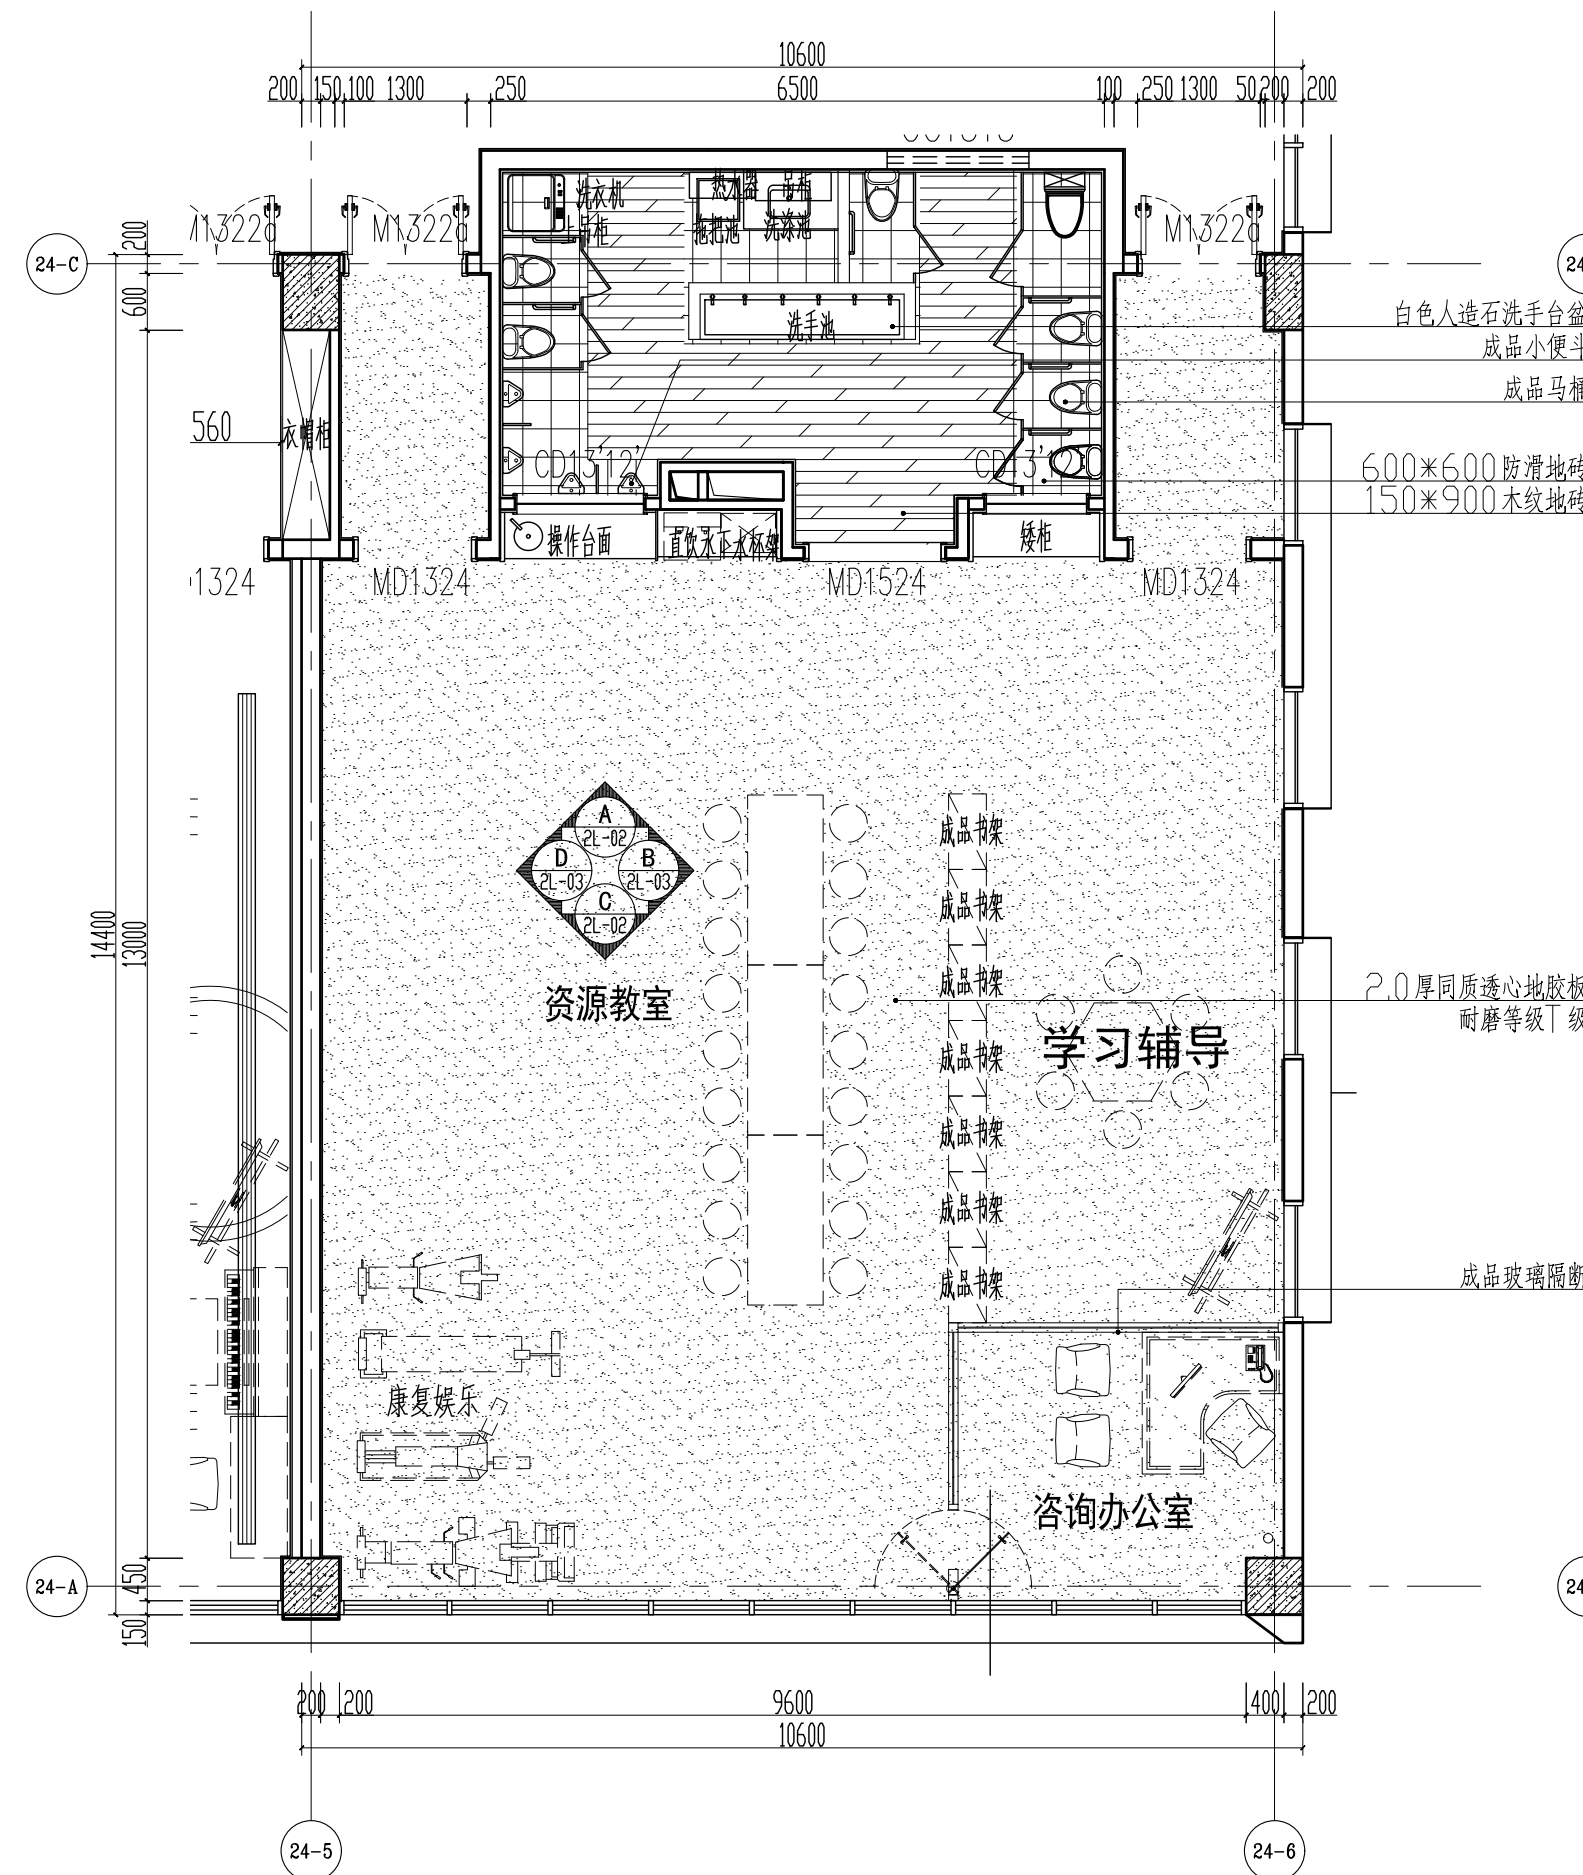 10600
200 150 100 1300 250 6500 100 250 1300 50 200 200
洗衣机 热水器 吊柜
上吊柜 拖把池 洗涤池
M1322a M1322a
24-C
200
600
洗手池
白色人造石洗手台盆
成品小便斗
成品马桶
560
衣帽柜
CD13'12'
600*600防滑地砖
150*900木纹地砖
操作台面 矮柜
1324 MD1324 MD1524 MD1324
A
2L-02
D B
2L-03 2L-03
C
2L-02
成品书架
成品书架
成品书架
成品书架
成品书架
成品书架
成品书架
14400
13000
资源教室
2.0厚同质透心地胶板
耐磨等级T级
学习辅导
成品玻璃隔断
康复娱乐
咨询办公室
24-A
450
150
200 200 9600 400 200
10600
24-5 24-6